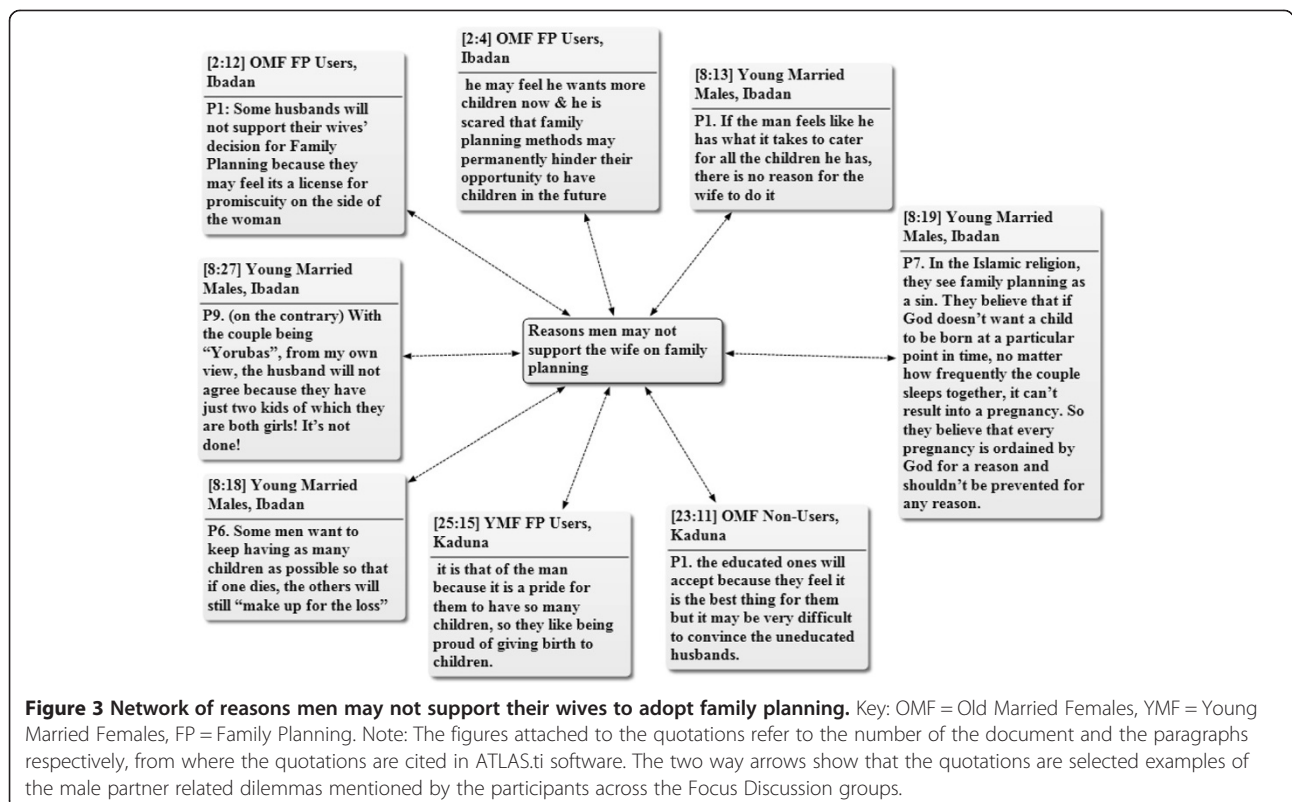 [2:12] OMF FP Users,
Ibadan
P1: Some husbands will
not support their wives’
decision for Family
Planning because they
may feel its a license for
promiscuity on the side of
the woman
[2:4] OMF FP Users,
Ibadan
he may feel he wants more
children now & he is
scared that family
planning methods may
permanently hinder their
opportunity to have
children in the future
[8:13] Young Married
Males, Ibadan
P1. If the man feels like he
has what it takes to cater
for all the children he has,
there is no reason for the
wife to do it
[8:19] Young Married
Males, Ibadan
P7. In the Islamic religion,
they see family planning as
a sin. They believe that if
God doesn’t want a child
to be born at a particular
point in time, no matter
how frequently the couple
sleeps together, it can’t
result into a pregnancy. So
they believe that every
pregnancy is ordained by
God for a reason and
shouldn’t be prevented for
any reason.
[8:27] Young Married
Males, Ibadan
P9. (on the contrary) With
the couple being
“Yorubas”, from my own
view, the husband will not
agree because they have
just two kids of which they
are both girls! It’s not
done!
Reasons men may not
support the wife on family
planning
[8:18] Young Married
Males, Ibadan
P6. Some men want to
keep having as many
children as possible so that
if one dies, the others will
still “make up for the loss”
[25:15] YMF FP Users,
Kaduna
it is that of the man
because it is a pride for
them to have so many
children, so they like being
proud of giving birth to
children.
[23:11] OMF Non-Users,
Kaduna
P1. the educated ones will
accept because they feel it
is the best thing for them
but it may be very difficult
to convince the uneducated
husbands.
Figure 3 Network of reasons men may not support their wives to adopt family planning. Key: OMF = Old Married Females, YMF = Young
Married Females, FP = Family Planning. Note: The figures attached to the quotations refer to the number of the document and the paragraphs
respectively, from where the quotations are cited in ATLAS.ti software. The two way arrows show that the quotations are selected examples of
the male partner related dilemmas mentioned by the participants across the Focus Discussion groups.